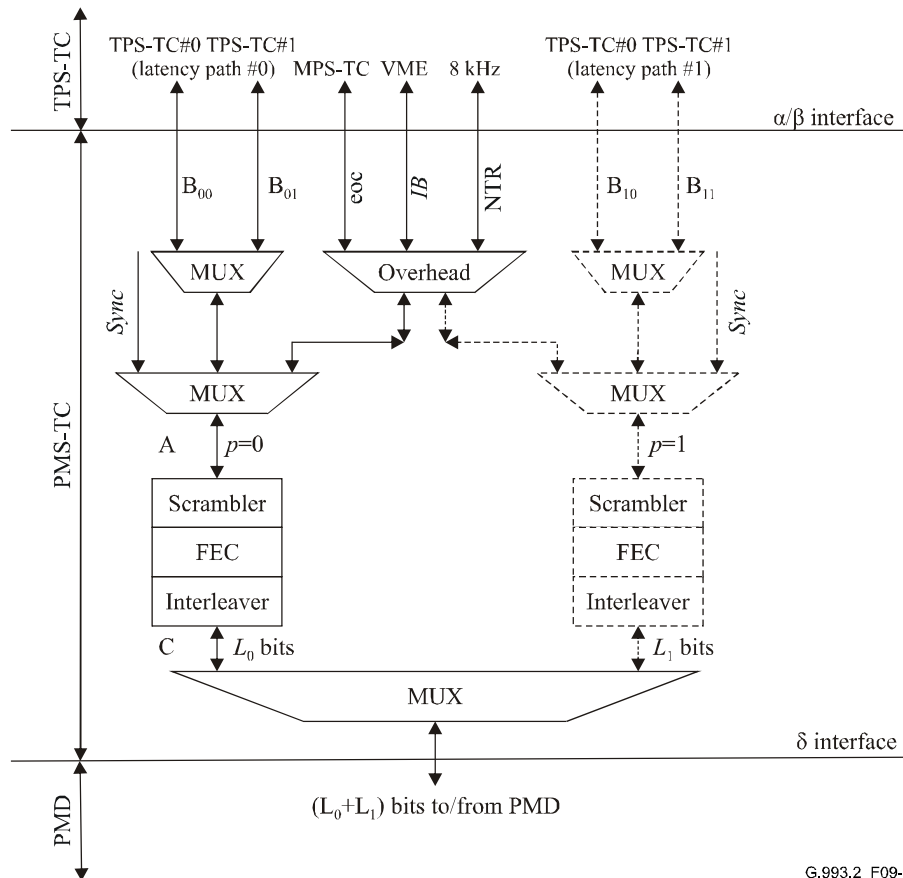 TPS-TC
TPS-TC#0 TPS-TC#1
(latency path #0)
MPS-TC VME 8 kHz
TPS-TC#0 TPS-TC#1
(latency path #1)
α/β interface
PMS-TC
B₀₀
B₀₁
eoc
IB
NTR
B₁₀
B₁₁
Sync
MUX
Overhead
MUX
Sync
MUX
MUX
A
p=0
p=1
Scrambler
FEC
Interleaver
Scrambler
FEC
Interleaver
C
L₀ bits
L₁ bits
MUX
δ interface
PMD
(L₀+L₁) bits to/from PMD
G.993.2_F09-